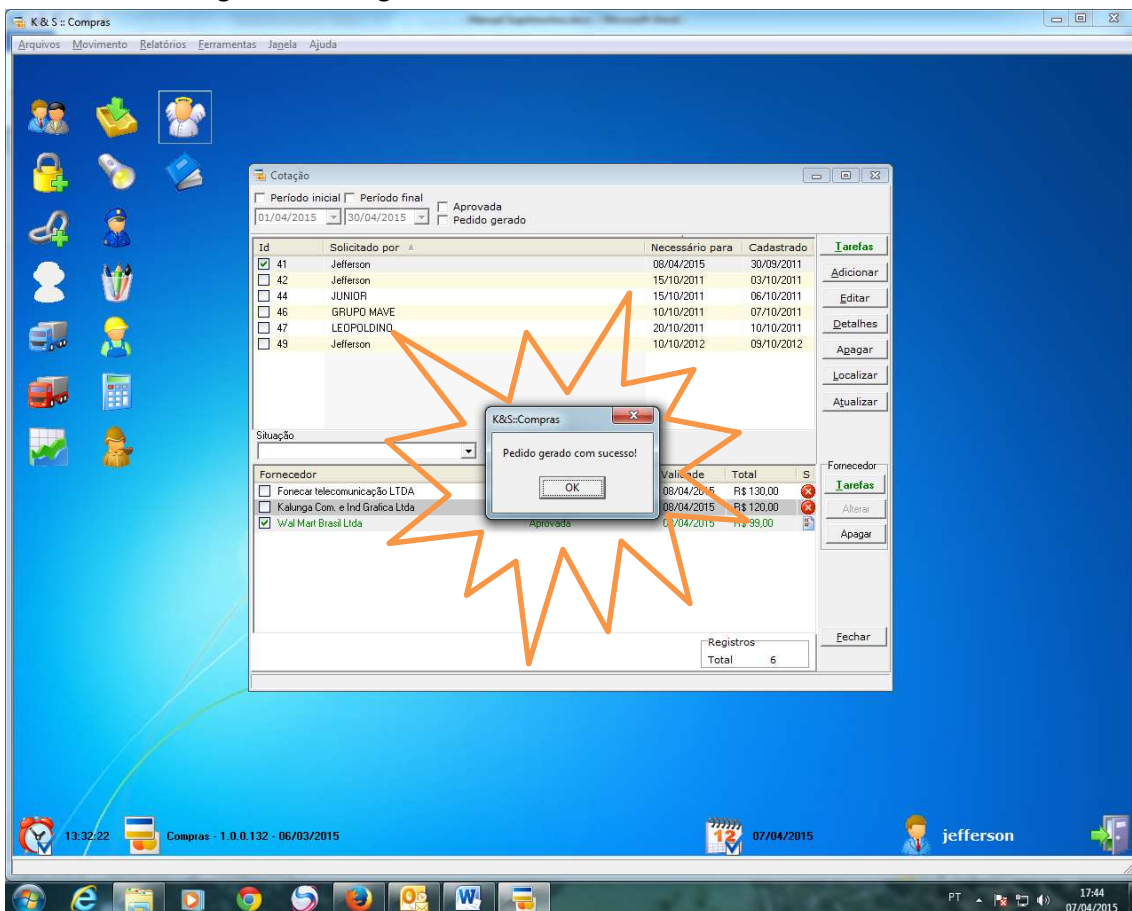 K & S :: Compras
Arquivos Movimento Relatórios Ferramentas Janela Ajuda
Cotação
Período inicial Período final
01/04/2015 30/04/2015
Aprovada
Pedido gerado
Id Solicitado por Necessário para Cadastrado
41 Jefferson 08/04/2015 30/09/2011
42 Jefferson 15/10/2011 03/10/2011
44 JUNIOR 15/10/2011 06/10/2011
46 GRUPO MAVE 10/10/2011 07/10/2011
47 LEOPOLDINO 20/10/2011 10/10/2011
49 Jefferson 10/10/2012 09/10/2012
Tarefas
Adicionar
Editar
Detalhes
Apagar
Localizar
Atualizar
K&S::Compras
Pedido gerado com sucesso!
OK
Situação
Fornecedor Validade Total S
Fonecar telecomunicação LTDA 08/04/2015 R$ 130,00
Kalunga Com. e Ind Grafica Ltda 08/04/2015 R$ 120,00
Wal Mart Brasil Ltda Aprovada 08/04/2015 R$ 99,00
Fornecedor
Tarefas
Alterar
Apagar
Registros
Total 6
Fechar
13:32:22 Compras - 1.0.0.132 - 06/03/2015 12 07/04/2015 jefferson
PT 17:44
07/04/2015